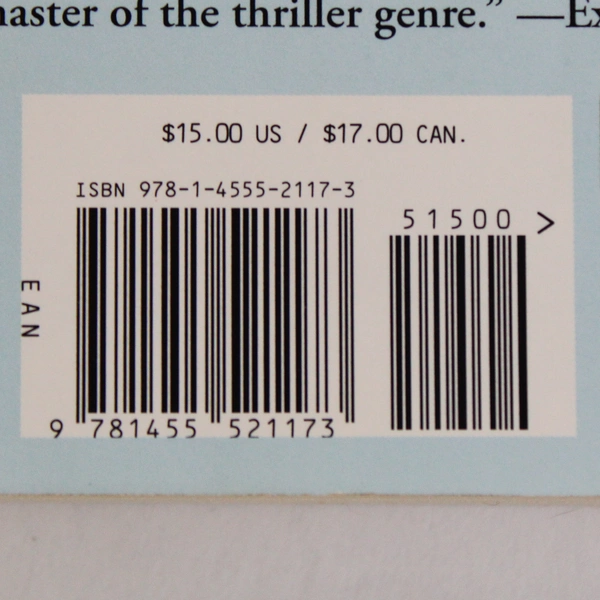 master of the thriller genre.” —Ex
$15.00 US / $17.00 CAN.
ISBN 978-1-4555-2117-3
51500 >
EAN
9 781455 521173